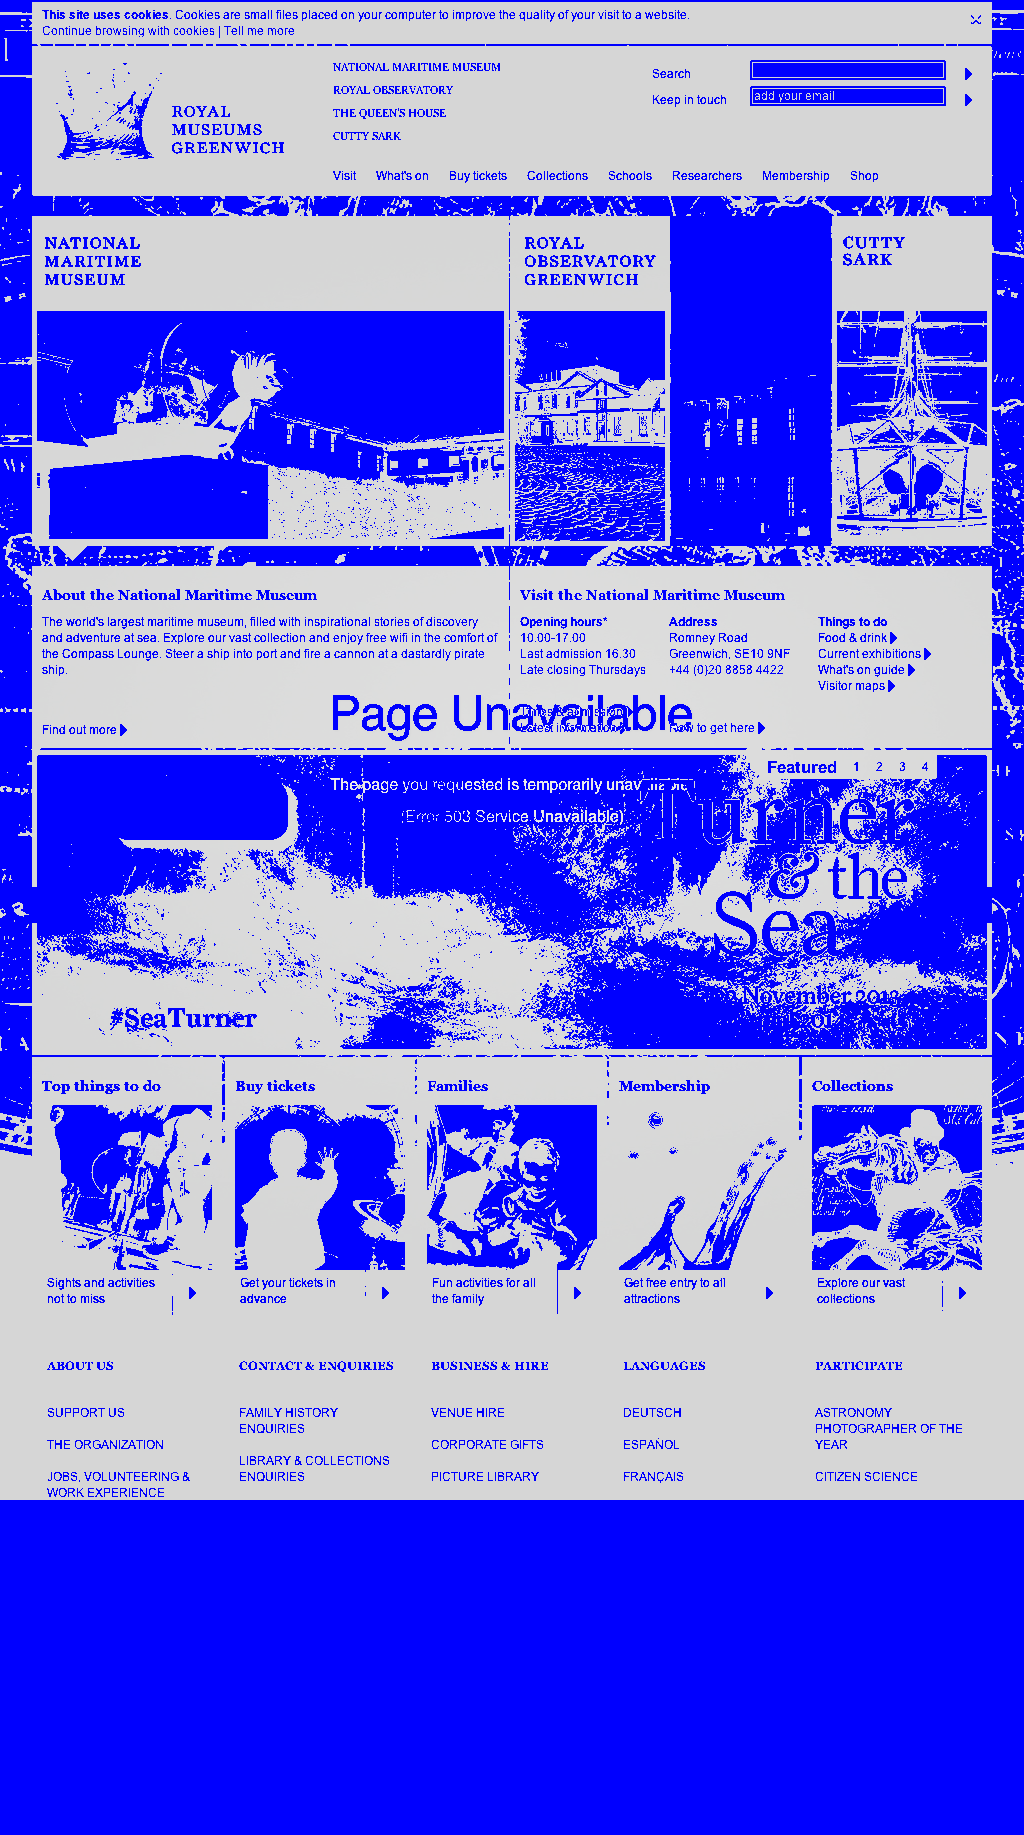 This site uses cookies. Cookies are small files placed on your computer to improve the quality of your visit to a website.
Continue browsing with cookies | Tell me more
ROYAL
MUSEUMS
GREENWICH
NATIONAL MARITIME MUSEUM
ROYAL OBSERVATORY
THE QUEEN'S HOUSE
CUTTY SARK
Search
Keep in touch
add your email
Visit What's on Buy tickets Collections Schools Researchers Membership Shop
NATIONAL
MARITIME
MUSEUM
ROYAL
OBSERVATORY
GREENWICH
CUTTY
SARK
About the National Maritime Museum
The world's largest maritime museum, filled with inspirational stories of discovery
and adventure at sea. Explore our vast collection and enjoy free wifi in the comfort of
the Compass Lounge. Steer a ship into port and fire a cannon at a dastardly pirate
ship.
Find out more
Visit the National Maritime Museum
Opening hours*
10.00-17.00
Last admission 16.30
Late closing Thursdays
Times & admission
Latest information
Address
Romney Road
Greenwich, SE10 9NF
+44 (0)20 8858 4422
How to get here
Things to do
Food & drink
Current exhibitions
What's on guide
Visitor maps
Page Unavailable
The page you requested is temporarily
(Error 503 Service Unavailable)
Featured 1 2 3 4
Turner
& the
Sea
November 2013
#SeaTurner
Top things to do
Sights and activities
not to miss
Buy tickets
Get your tickets in
advance
Families
Fun activities for all
the family
Membership
Get free entry to all
attractions
Collections
Explore our vast
collections
ABOUT US
SUPPORT US
THE ORGANIZATION
JOBS, VOLUNTEERING &
WORK EXPERIENCE
CONTACT & ENQUIRIES
FAMILY HISTORY
ENQUIRIES
LIBRARY & COLLECTIONS
ENQUIRIES
BUSINESS & HIRE
VENUE HIRE
CORPORATE GIFTS
PICTURE LIBRARY
LANGUAGES
DEUTSCH
ESPAÑOL
FRANÇAIS
PARTICIPATE
ASTRONOMY
PHOTOGRAPHER OF THE
YEAR
CITIZEN SCIENCE